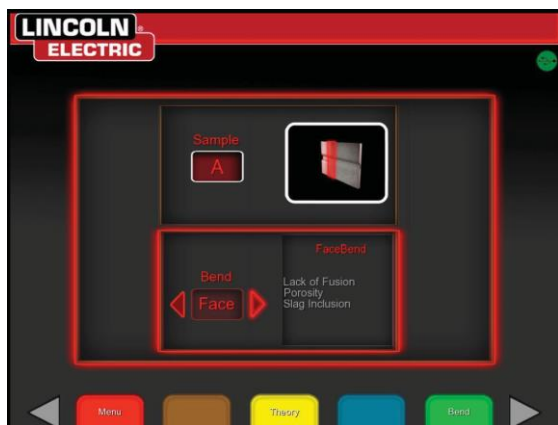 LINCOLN
ELECTRIC
Sample
A
FaceBend
Bend
Face
Lack of Fusion
Porosity
Slag Inclusion
Menu
Theory
Bend